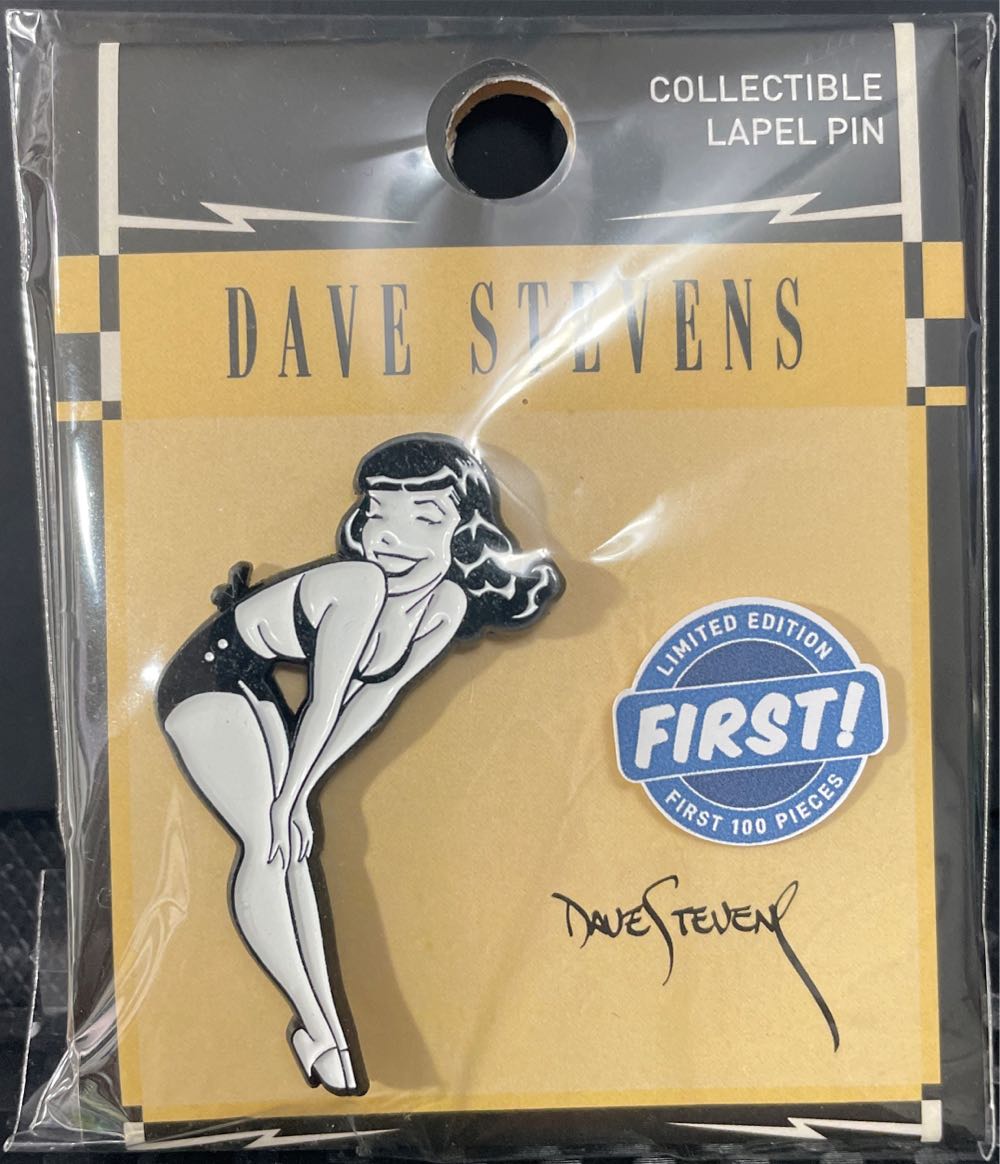 COLLECTIBLE
LAPEL PIN
DAVE STEVENS
LIMITED EDITION
FIRST!
FIRST 100 PIECES
DAVE STEVENS